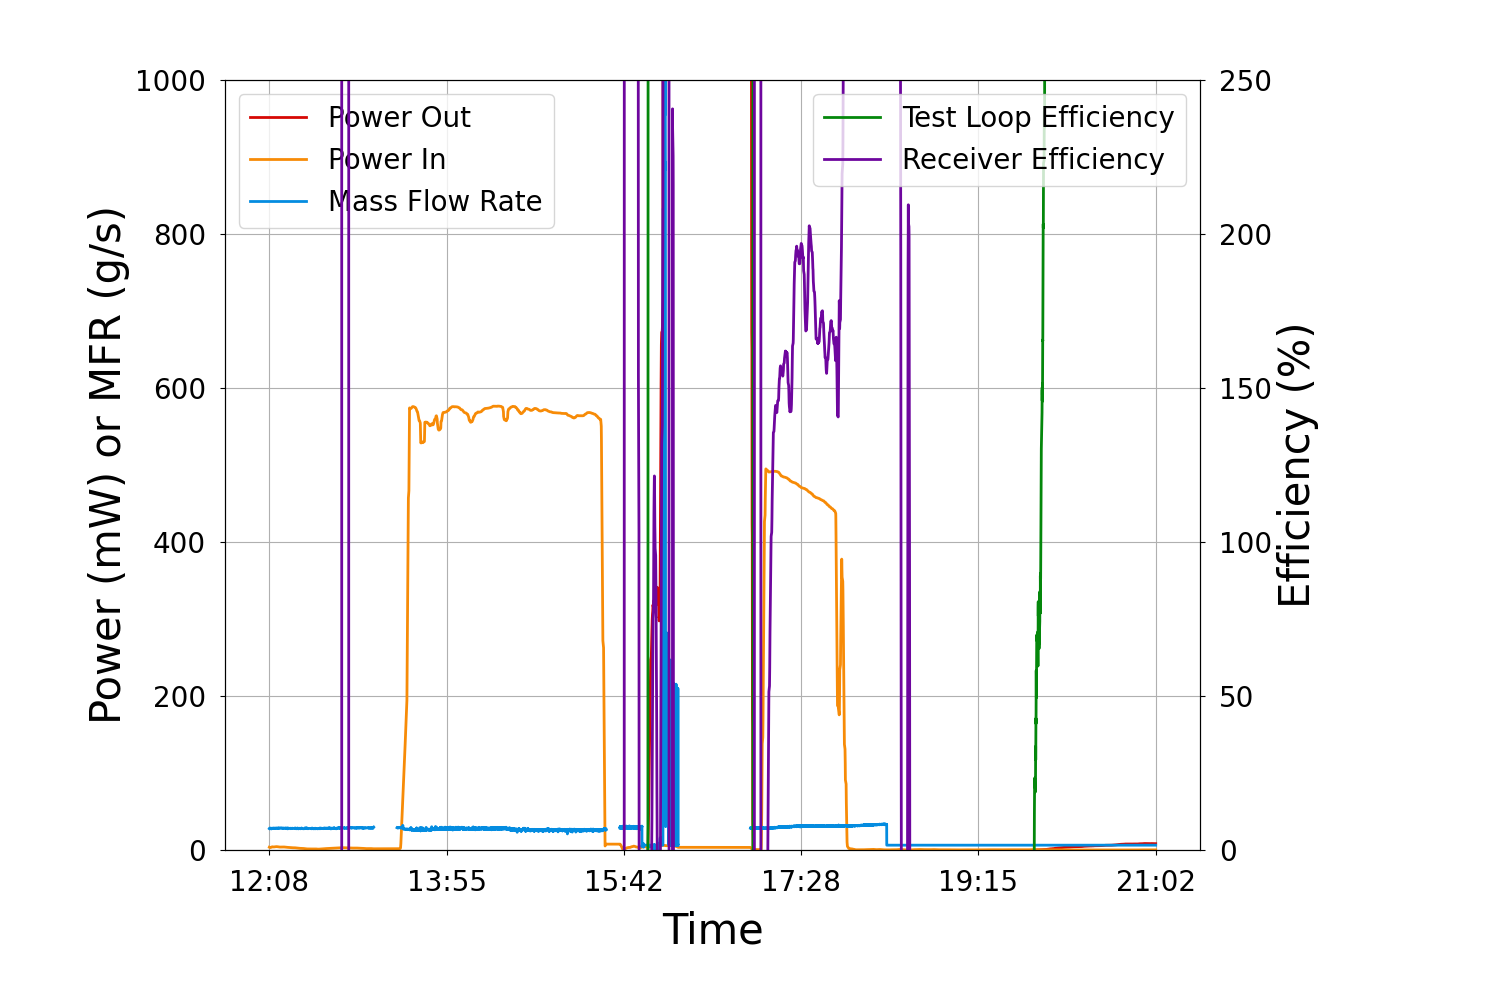 1000
800
600
400
200
0
Power (mW) or MFR (g/s)
Power Out
Power In
Mass Flow Rate
Test Loop Efficiency
Receiver Efficiency
250
200
150
100
50
0
Efficiency (%)
12:08 13:55 15:42 17:28 19:15 21:02
Time